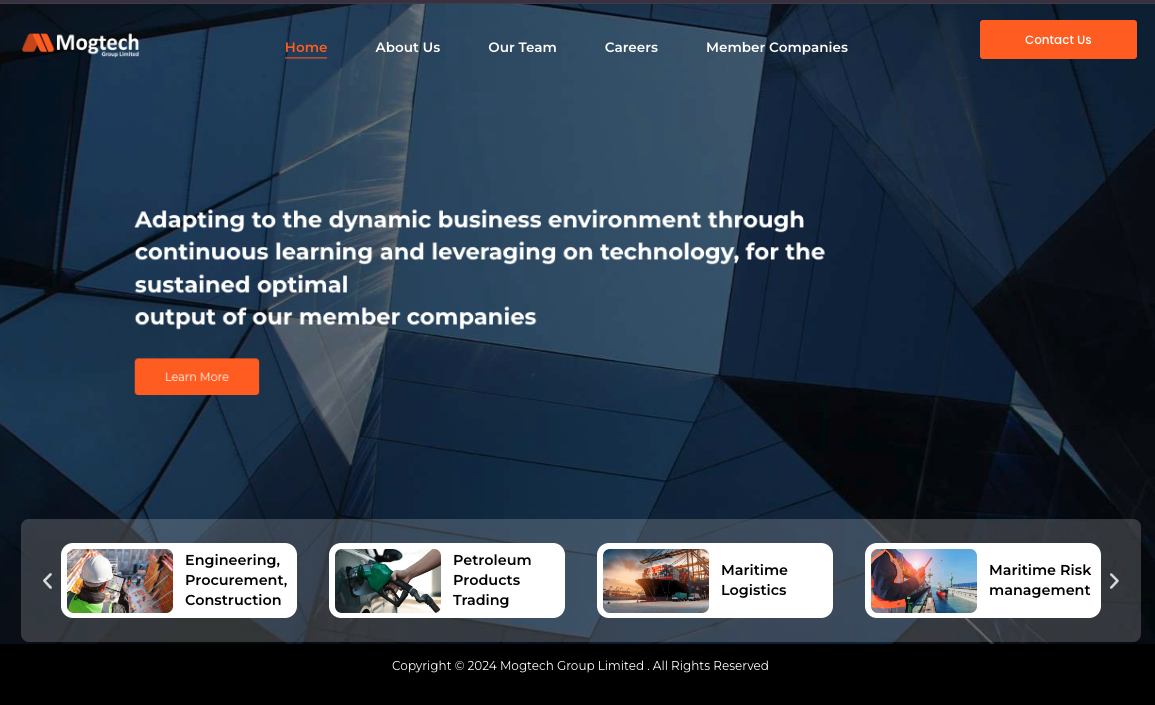 Mogtech
Group Limited
Home
About Us
Our Team
Careers
Member Companies
Contact Us
Adapting to the dynamic business environment through
continuous learning and leveraging on technology, for the
sustained optimal
output of our member companies
Learn More
Engineering,
Procurement,
Construction
Petroleum
Products
Trading
Maritime
Logistics
Maritime Risk
management
Copyright © 2024 Mogtech Group Limited . All Rights Reserved